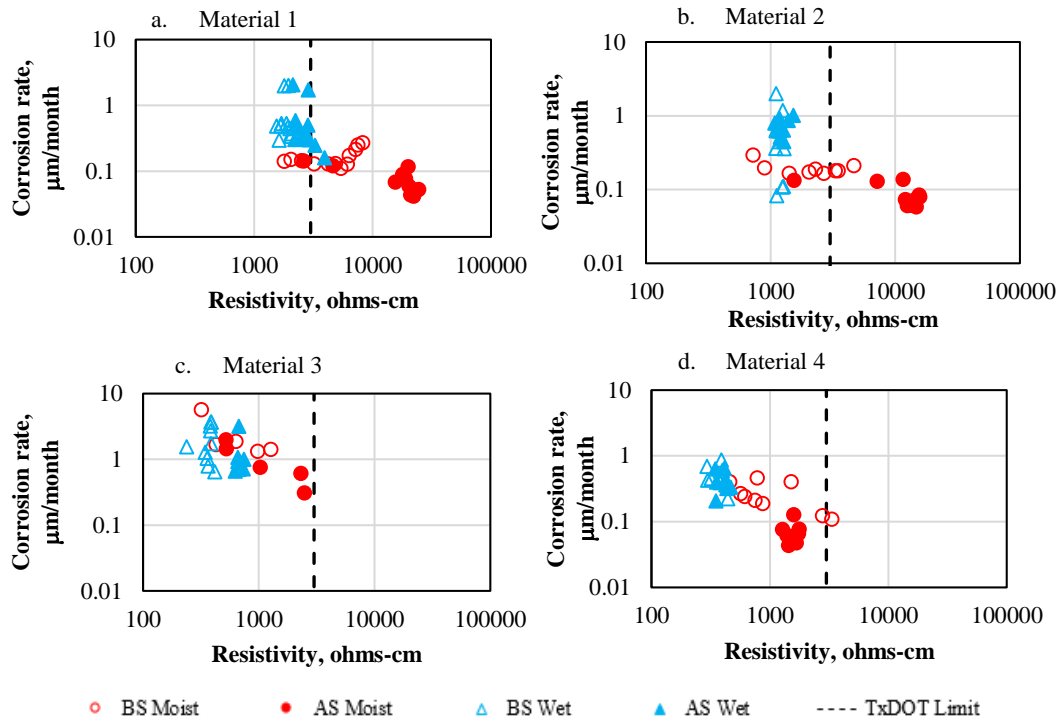 a. Material 1
Corrosion rate,
μm/month
10
1
0.1
0.01
100 1000 10000 100000
Resistivity, ohms-cm
b. Material 2
Corrosion rate,
μm/month
10
1
0.1
0.01
100 1000 10000 100000
Resistivity, ohms-cm
c. Material 3
Corrosion rate,
μm/month
10
1
0.1
0.01
100 1000 10000 100000
Resistivity, ohms-cm
d. Material 4
Corrosion rate,
μm/month
10
1
0.1
0.01
100 1000 10000 100000
Resistivity, ohms-cm
BS Moist AS Moist BS Wet AS Wet TxDOT Limit